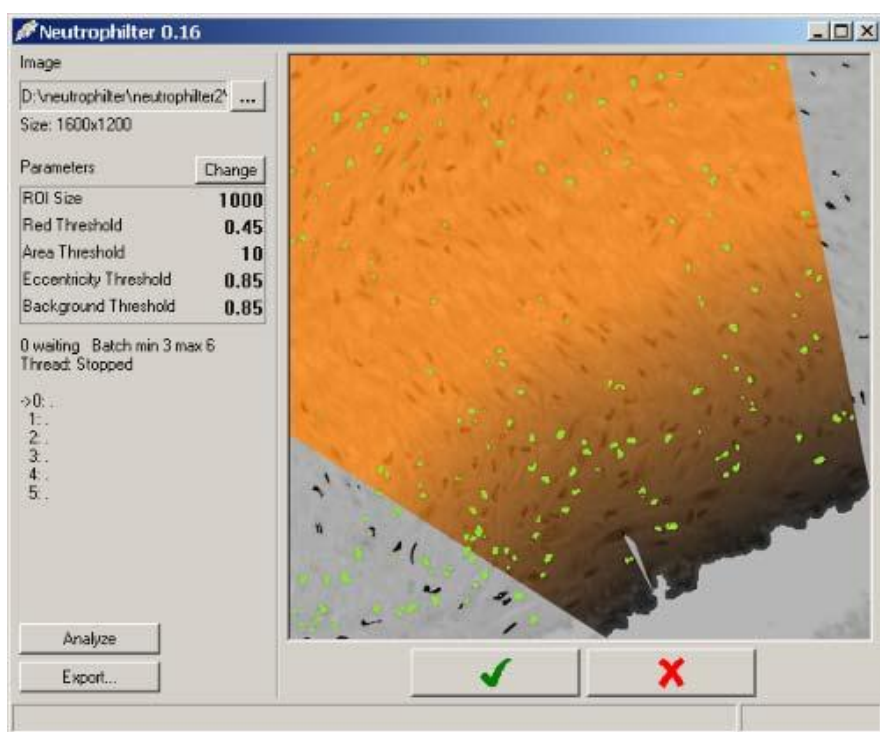 Neutrophilter 0.16
Image
D:\neutrophilter\neutrophilter2\ ...
Size: 1600x1200
Parameters Change
ROI Size 1000
Red Threshold 0.45
Area Threshold 10
Eccentricity Threshold 0.85
Background Threshold 0.85
0 waiting Batch min 3 max 6
Thread: Stopped
->0: .
1: .
2: .
3: .
4: .
5: .
Analyze
Export...